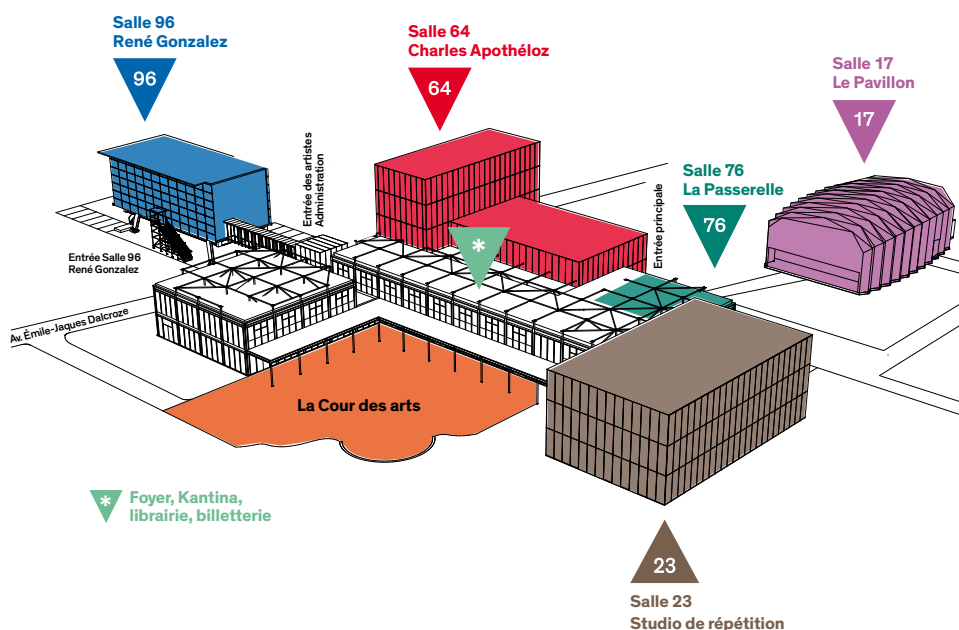 Salle 96
René Gonzalez
96
Salle 64
Charles Apothéloz
64
Salle 17
Le Pavillon
17
Salle 76
La Passerelle
76
Entrée des artistes
Administration
Entrée principale
*
Entrée Salle 96
René Gonzalez
Av. Émile-Jaques Dalcroze
La Cour des arts
*
Foyer, Kantina,
librairie, billetterie
23
Salle 23
Studio de répétition